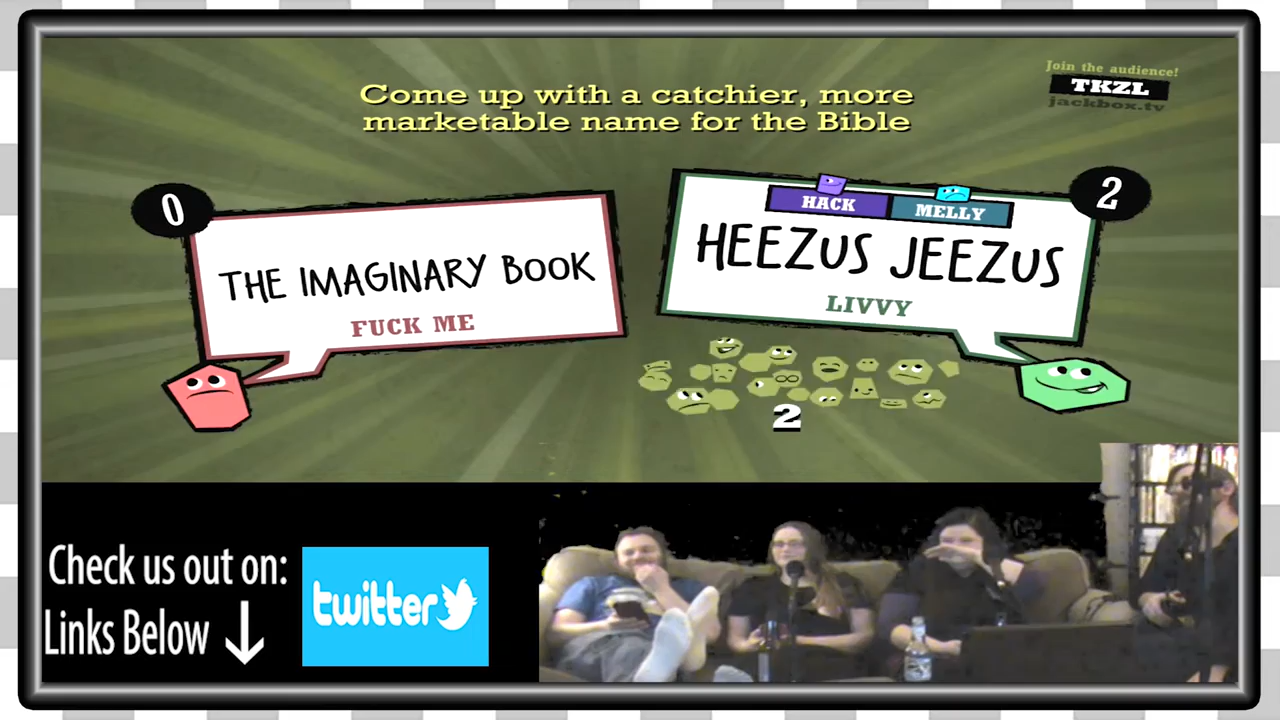 Come up with a catchier, more
marketable name for the Bible
Join the audience!
TKZL
jackbox.tv
0
THE IMAGINARY BOOK
FUCK ME
HACK
MELLY
2
HEEZUS JEEZUS
LIVVY
2
Check us out on:
Links Below
twitter